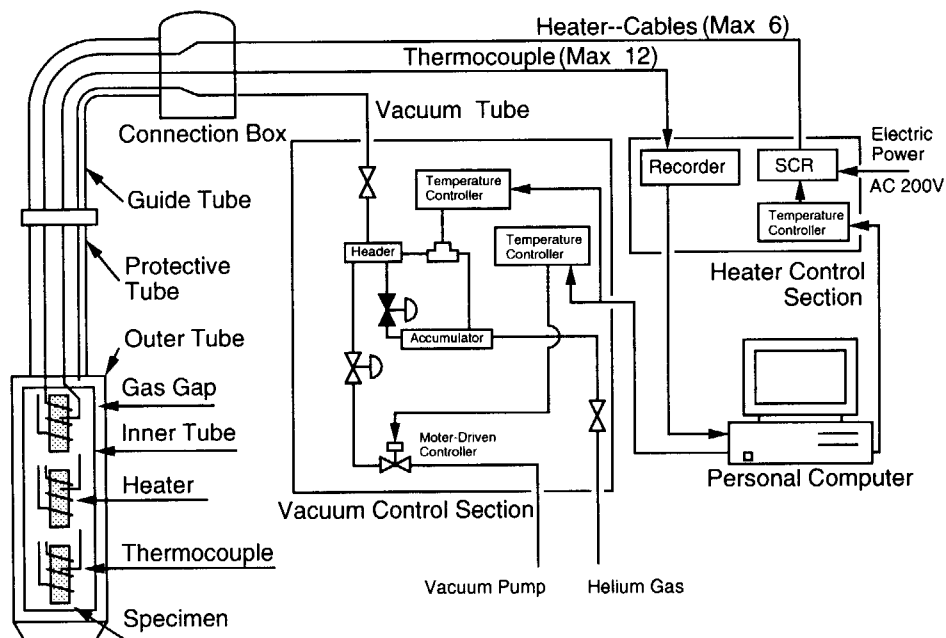 Heater--Cables (Max 6)
Thermocouple (Max 12)
Connection Box
Vacuum Tube
Electric
Power
AC 200V
Recorder
SCR
Temperature
Controller
Heater Control
Section
Temperature
Controller
Temperature
Controller
Header
Accumulator
Moter-Driven
Controller
Vacuum Control Section
Vacuum Pump
Helium Gas
Personal Computer
Guide Tube
Protective
Tube
Outer Tube
Gas Gap
Inner Tube
Heater
Thermocouple
Specimen